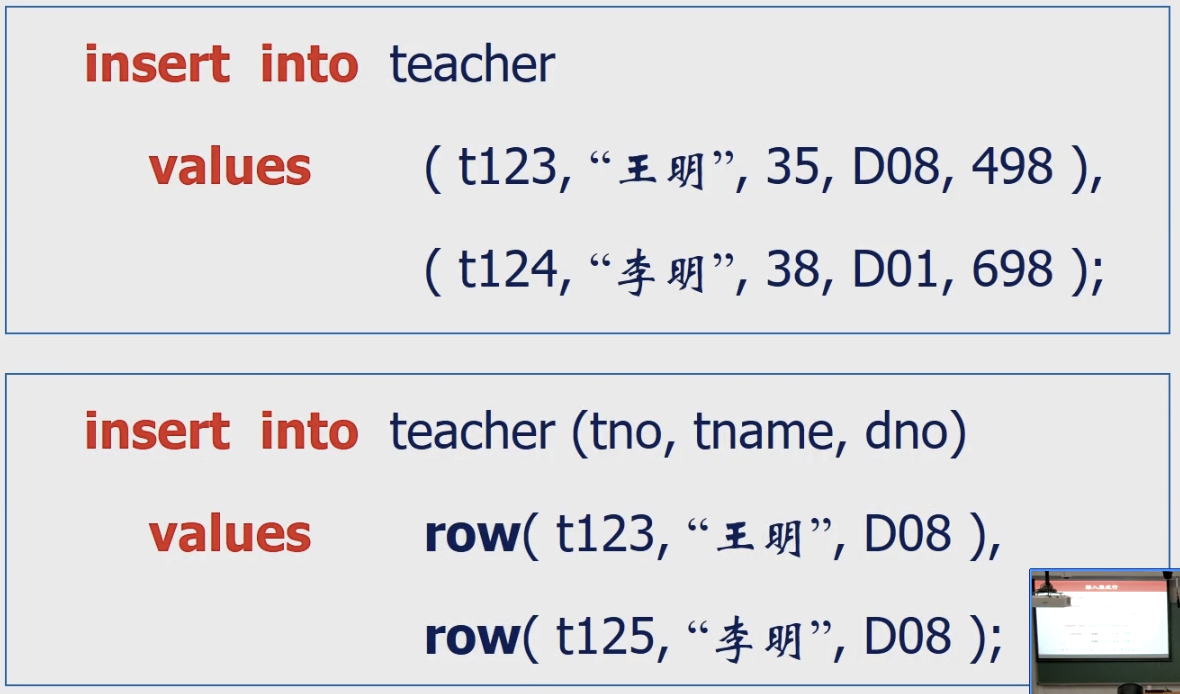 insert into teacher
values ( t123, “王明”, 35, D08, 498 ),
( t124, “李明”, 38, D01, 698 );
insert into teacher (tno, tname, dno)
values row( t123, “王明”, D08 ),
row( t125, “李明”, D08 );